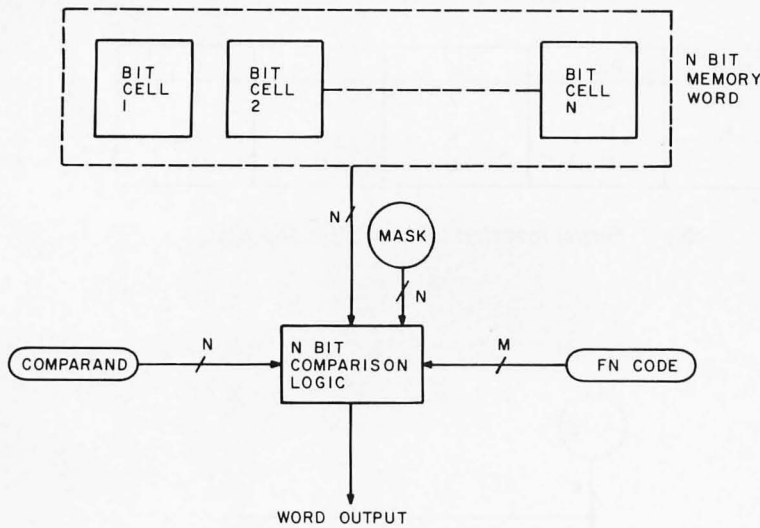 BIT
CELL
1
BIT
CELL
2
BIT
CELL
N
N BIT
MEMORY
WORD
N
MASK
N
COMPARAND
N
N BIT
COMPARISON
LOGIC
M
FN CODE
WORD OUTPUT